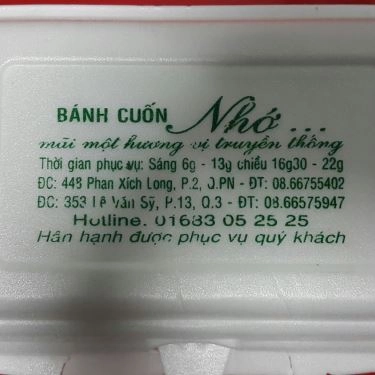 BÁNH CUỐN Nhớ...
mãi một hương vị truyền thống
Thời gian phục vụ: Sáng 6g - 13g chiều 16g30 - 22g
ĐC: 448 Phan Xích Long, P.2, Q.PN - ĐT: 08.66755402
ĐC: 353 Lê Văn Sỹ, P.13, Q.3 - ĐT: 08.66575947
Hotline. 01683 05 25 25
Hân hạnh được phục vụ quý khách